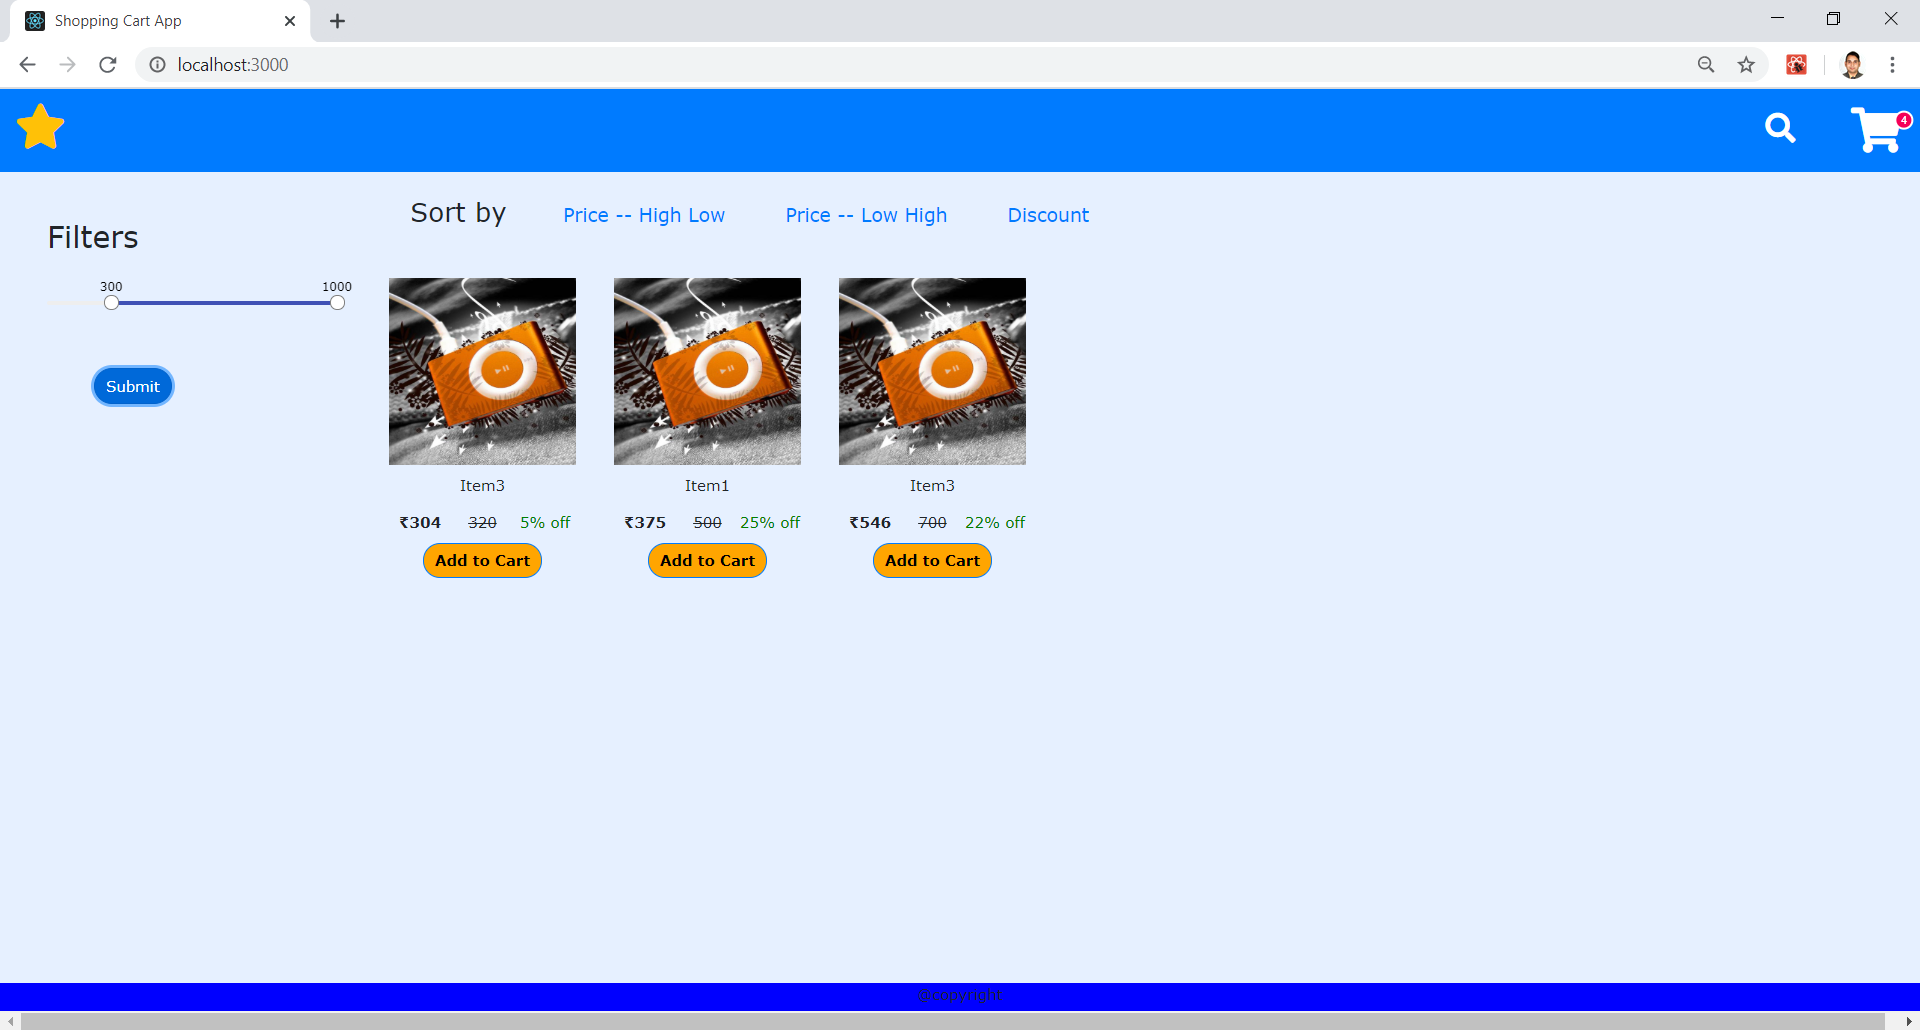 Shopping Cart App
localhost:3000
4
Sort by Price -- High Low Price -- Low High Discount
Filters
300 1000
Submit
Item3 Item1 Item3
₹304 320 5% off ₹375 500 25% off ₹546 700 22% off
Add to Cart Add to Cart Add to Cart
@copyright